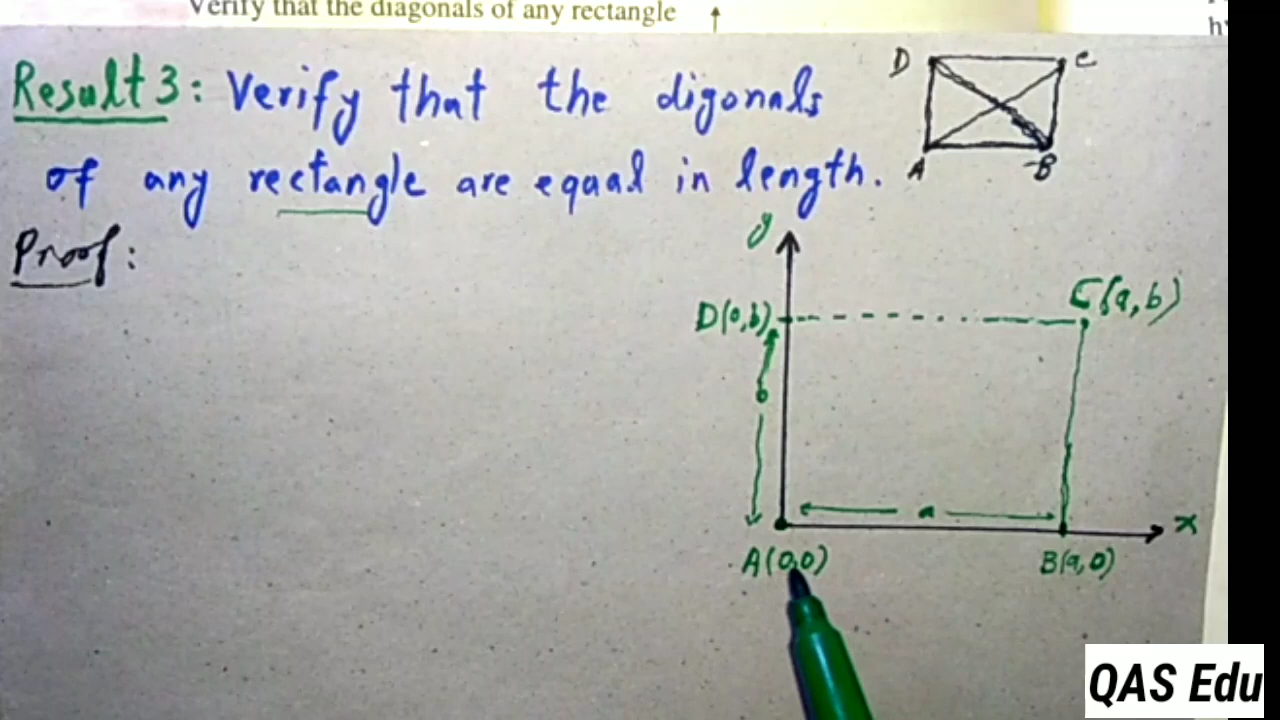 Verify that the diagonals of any rectangle
Result 3: Verify that the digonals
of any rectangle are equal in length.
Proof:
D C
A B
y
D(0,b) C(a,b)
b
a
x
A(0,0) B(a,0)
QAS Edu